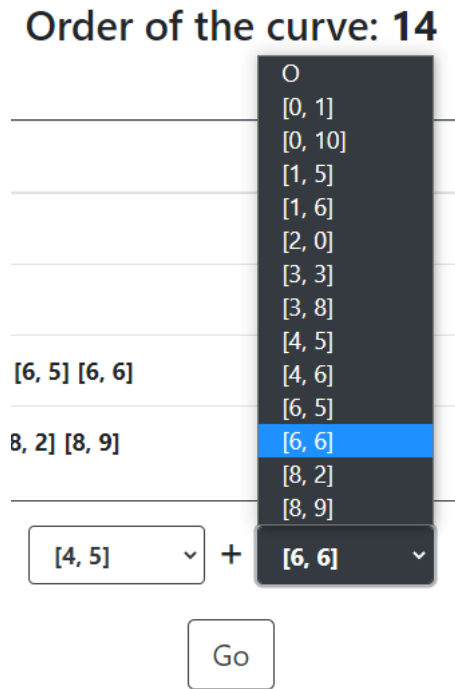 Order of the curve: 14
O
[0, 1]
[0, 10]
[1, 5]
[1, 6]
[2, 0]
[3, 3]
[3, 8]
[4, 5]
[6, 5] [6, 6]
[4, 6]
[6, 5]
8, 2] [8, 9]
[6, 6]
[8, 2]
[8, 9]
[4, 5] + [6, 6]
Go